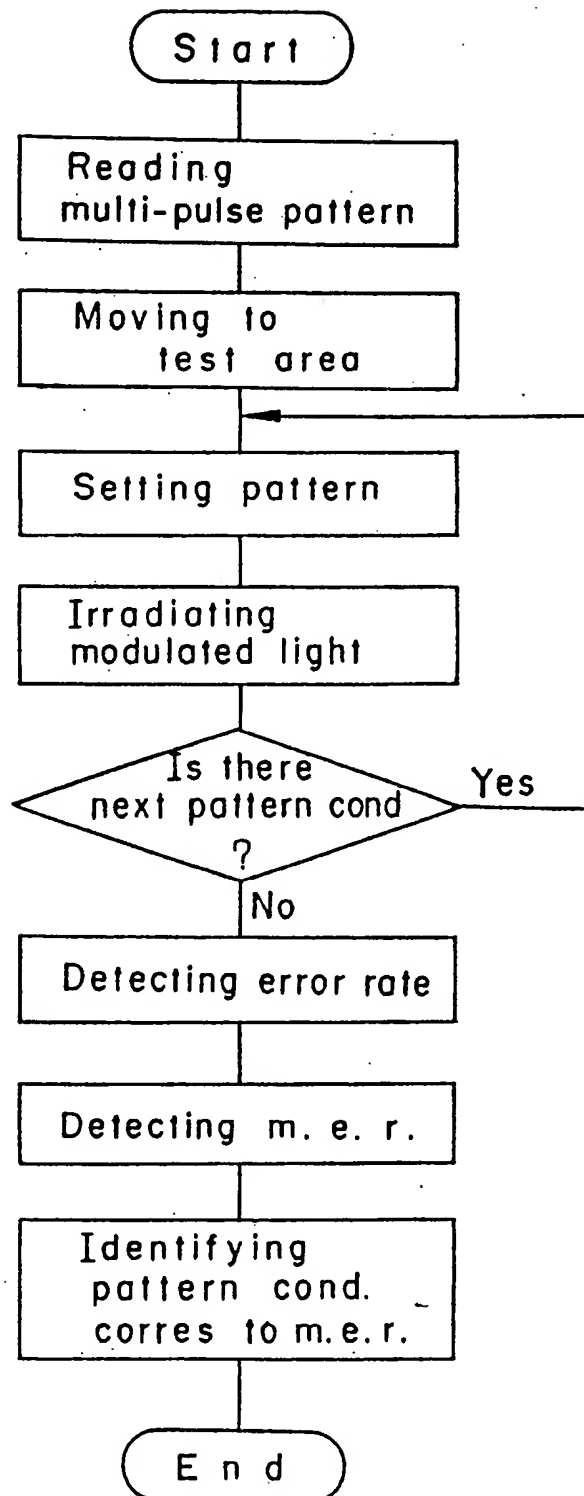 Start
Reading
multi-pulse pattern
Moving to
test area
Setting pattern
Irradiating
modulated light
Is there
next pattern cond
?
Yes
No
Detecting error rate
Detecting m. e. r.
Identifying
pattern cond.
corres to m.e.r.
End